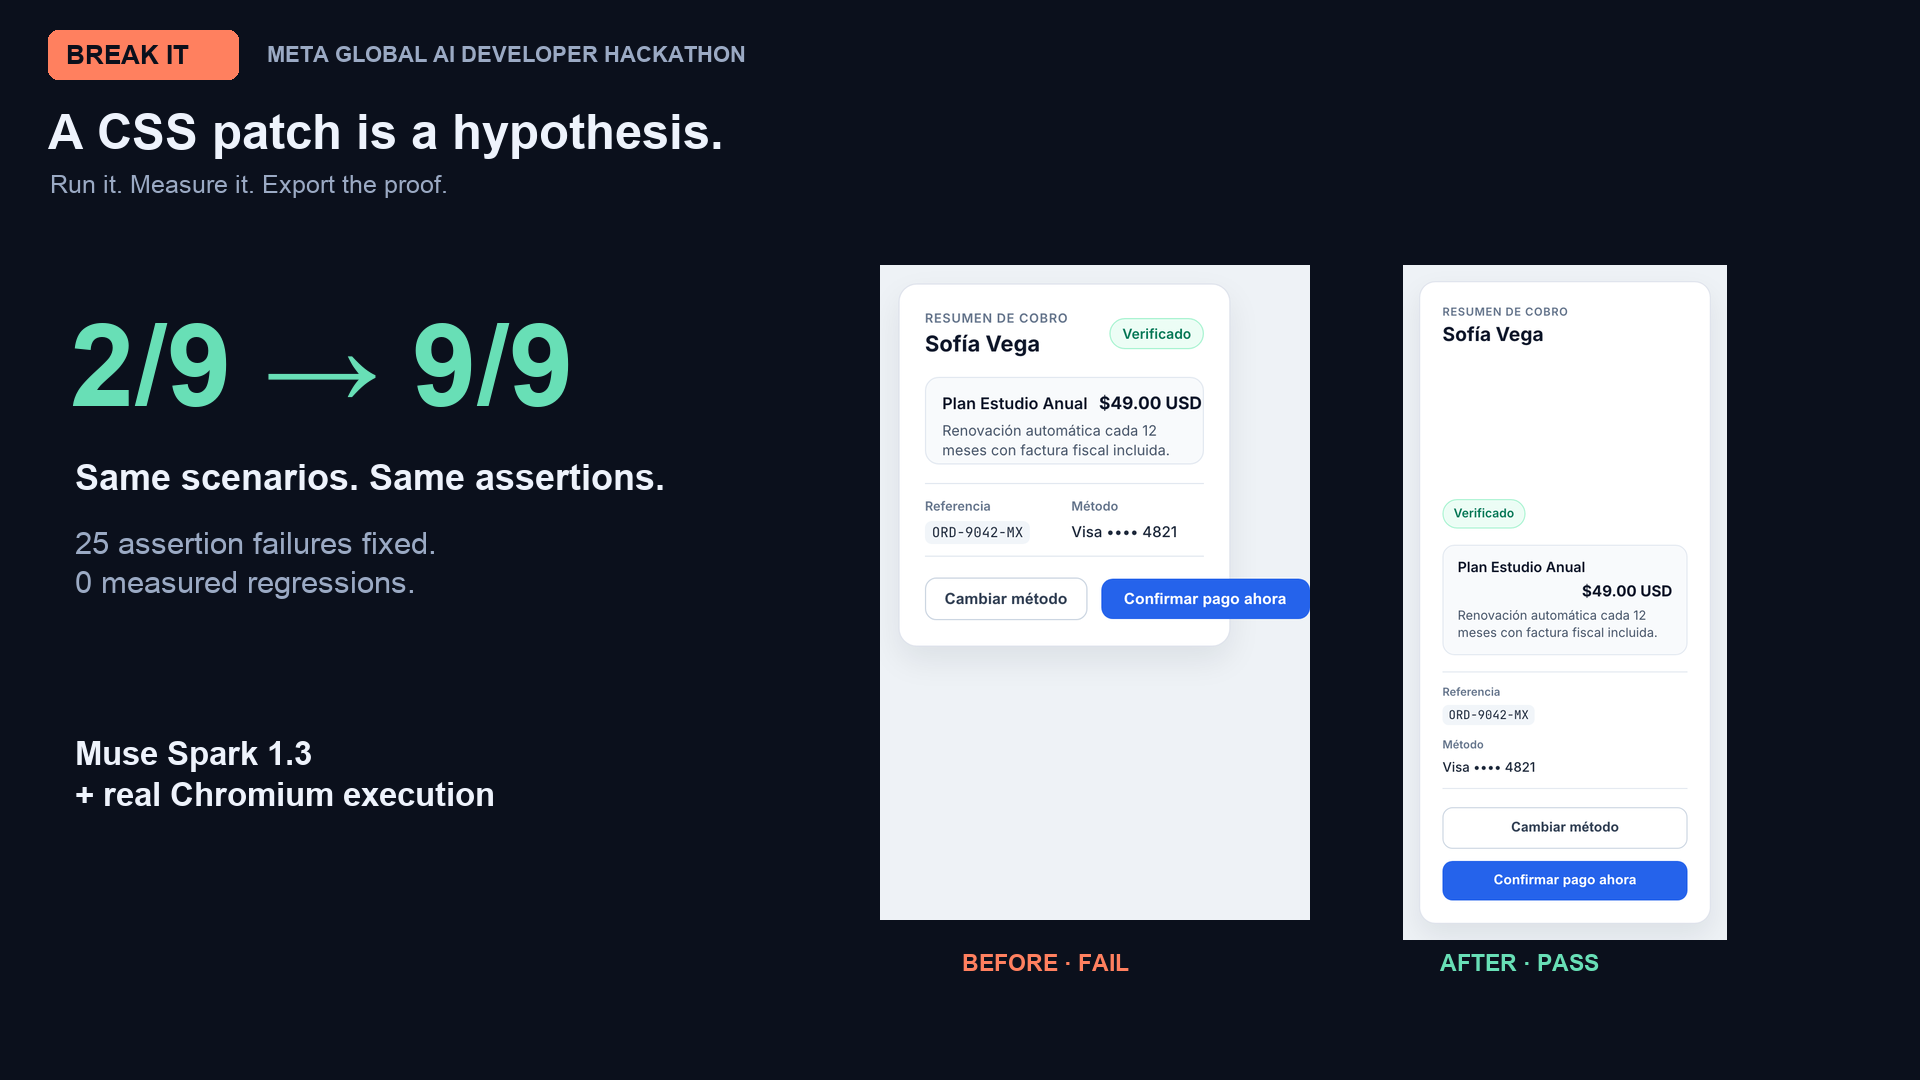 BREAK IT
META GLOBAL AI DEVELOPER HACKATHON
A CSS patch is a hypothesis.
Run it. Measure it. Export the proof.
2/9 → 9/9
Same scenarios. Same assertions.
25 assertion failures fixed.
0 measured regressions.
Muse Spark 1.3
+ real Chromium execution
RESUMEN DE COBRO
Sofía Vega
Verificado
Plan Estudio Anual $49.00 USD
Renovación automática cada 12
meses con factura fiscal incluida.
Referencia Método
ORD-9042-MX Visa •••• 4821
Cambiar método Confirmar pago ahora
BEFORE · FAIL
RESUMEN DE COBRO
Sofía Vega
Verificado
Plan Estudio Anual
$49.00 USD
Renovación automática cada 12
meses con factura fiscal incluida.
Referencia
ORD-9042-MX
Método
Visa •••• 4821
Cambiar método
Confirmar pago ahora
AFTER · PASS